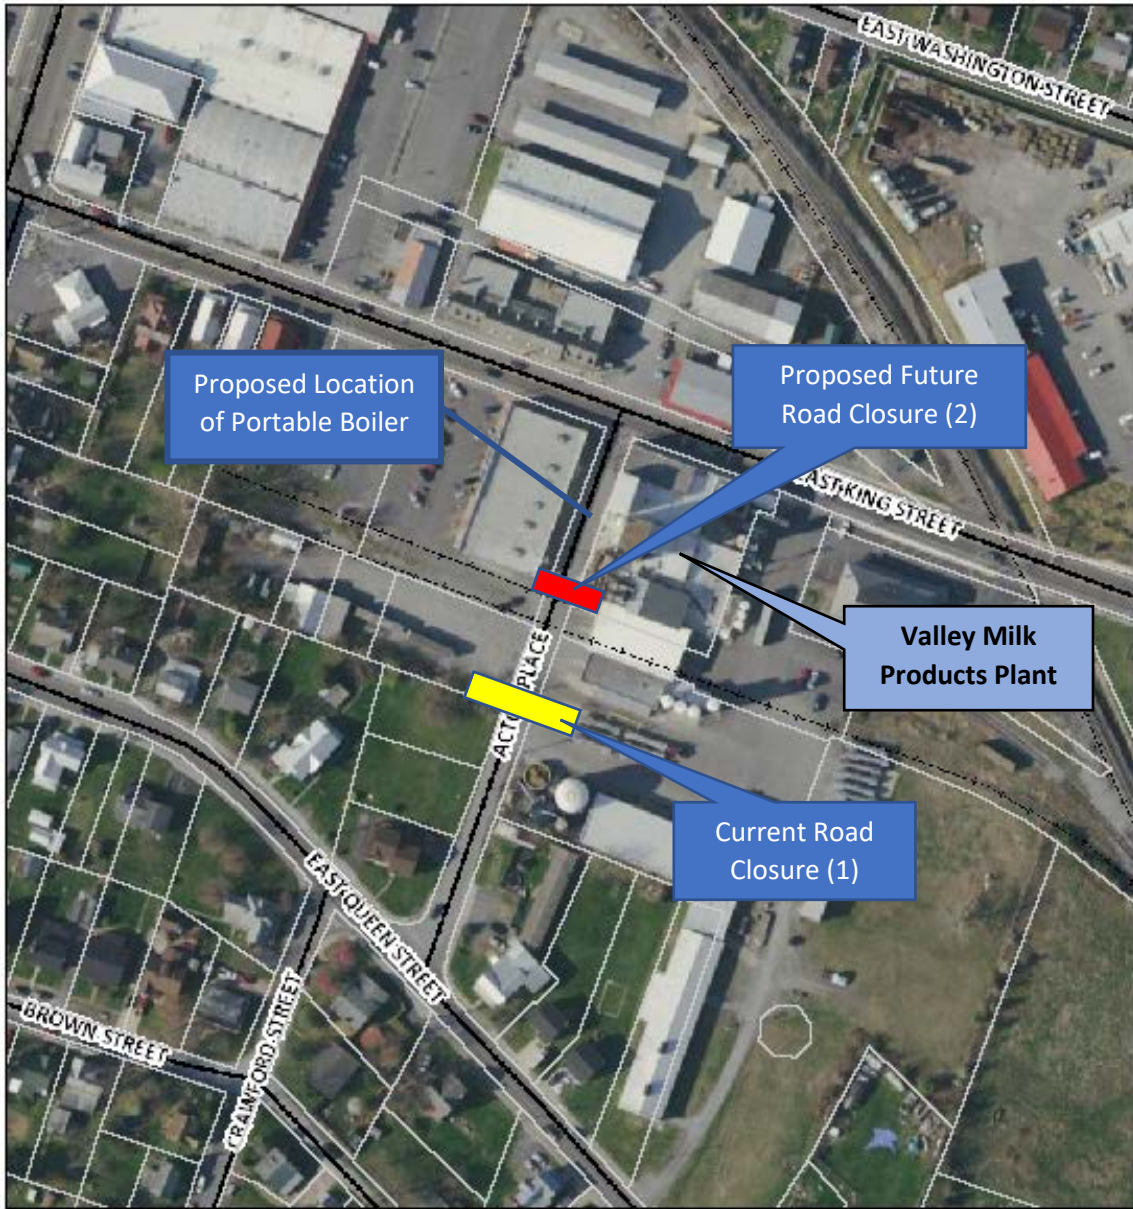 EAST WASHINGTON STREET
Proposed Location
of Portable Boiler
Proposed Future
Road Closure (2)
EAST KING STREET
Valley Milk
Products Plant
PLACE
Current Road
Closure (1)
EAST QUEEN STREET
BROWN STREET
CRAWFORD STREET